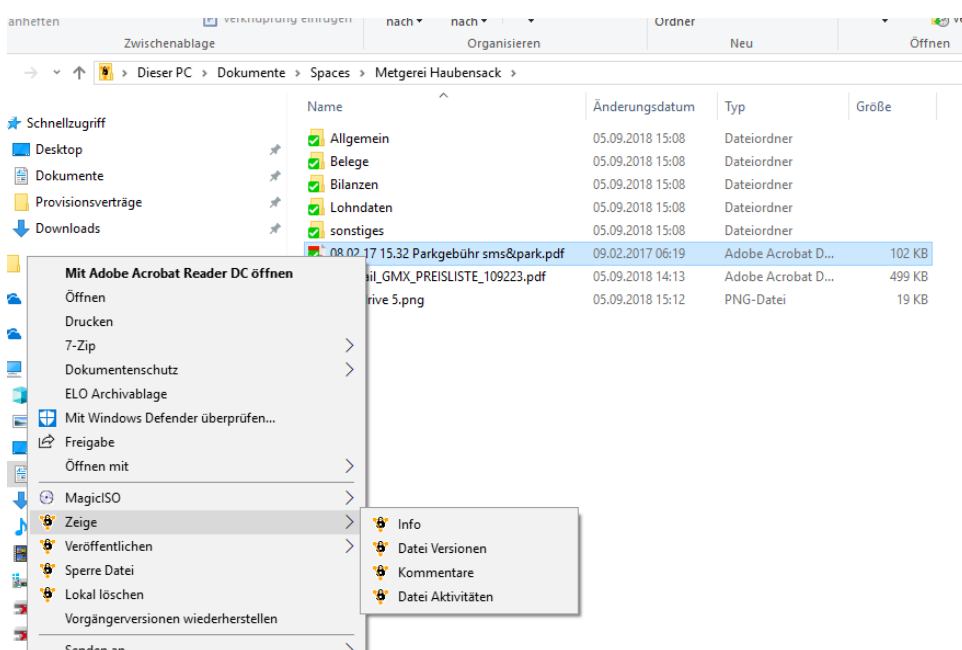 anheften
Verknüpfung einfügen
nach
nach
Ordner
Zwischenablage
Organisieren
Neu
Öffnen
Dieser PC > Dokumente > Spaces > Metgerei Haubensack >
Name
Änderungsdatum
Typ
Größe
Schnellzugriff
Desktop
Dokumente
Provisionsverträge
Downloads
Allgemein 05.09.2018 15:08 Dateiordner
Belege 05.09.2018 15:08 Dateiordner
Bilanzen 05.09.2018 15:08 Dateiordner
Lohndaten 05.09.2018 15:08 Dateiordner
sonstiges 05.09.2018 15:08 Dateiordner
08.02.17 15.32 Parkgebühr sms&park.pdf 09.02.2017 06:19 Adobe Acrobat D... 102 KB
il_GMX_PREISLISTE_109223.pdf 05.09.2018 14:13 Adobe Acrobat D... 499 KB
rive 5.png 05.09.2018 15:12 PNG-Datei 19 KB
Mit Adobe Acrobat Reader DC öffnen
Öffnen
Drucken
7-Zip
Dokumentenschutz
ELO Archivablage
Mit Windows Defender überprüfen...
Freigabe
Öffnen mit
MagicISO
Zeige
Veröffentlichen
Sperre Datei
Lokal löschen
Vorgängerversionen wiederherstellen
Senden an
Info
Datei Versionen
Kommentare
Datei Aktivitäten